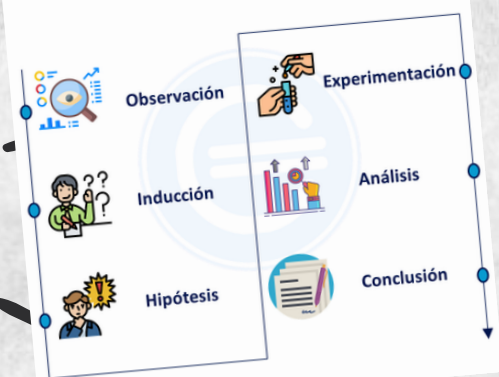 Observación
Inducción
Hipótesis
Experimentación
Análisis
Conclusión